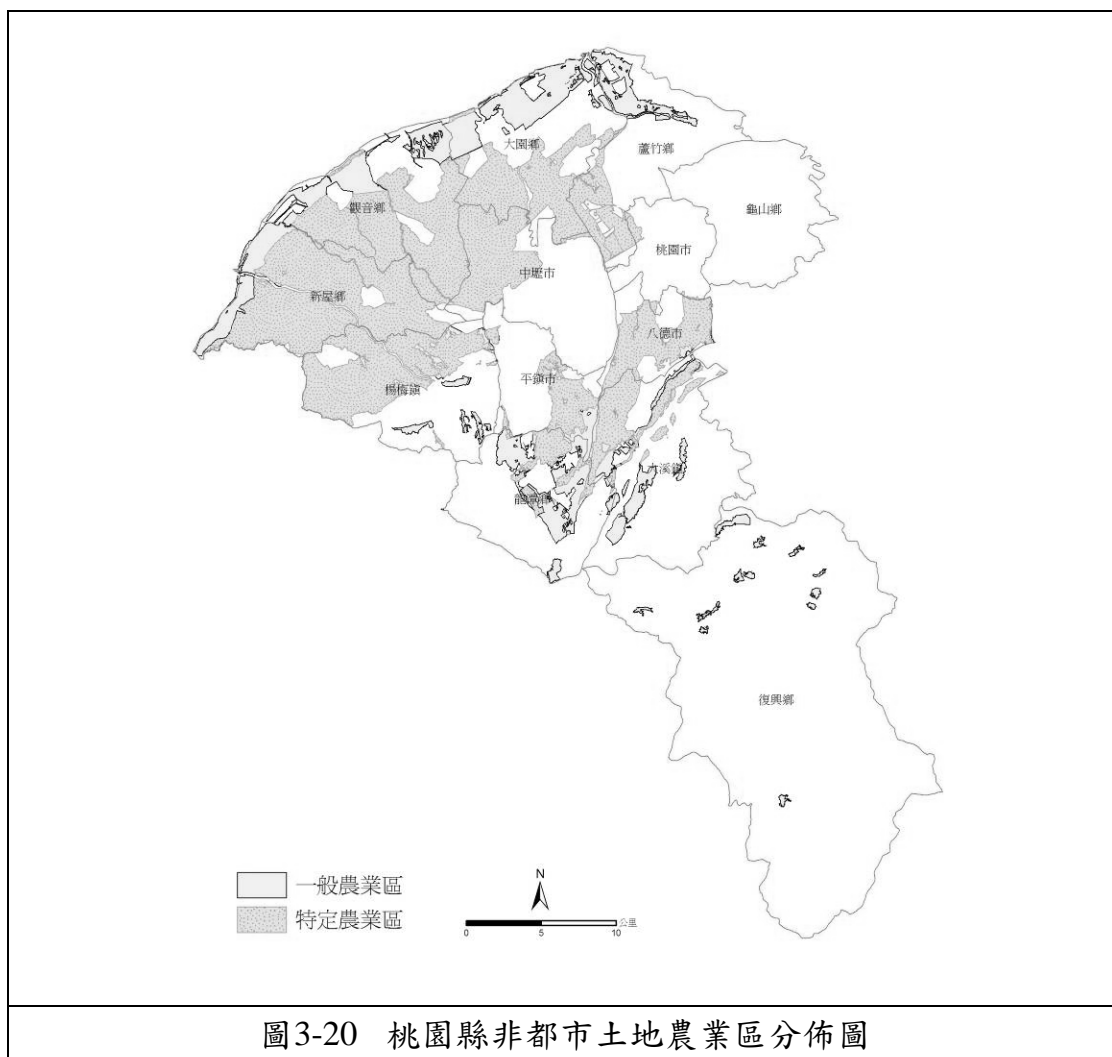 大園鄉
蘆竹鄉
龜山鄉
觀音鄉
桃園市
中壢市
新屋鄉
八德市
平鎮市
楊梅鎮
大溪鎮
龍潭鄉
復興鄉
一般農業區
特定農業區
N
公里
0 5 10
圖3-20 桃園縣非都市土地農業區分佈圖